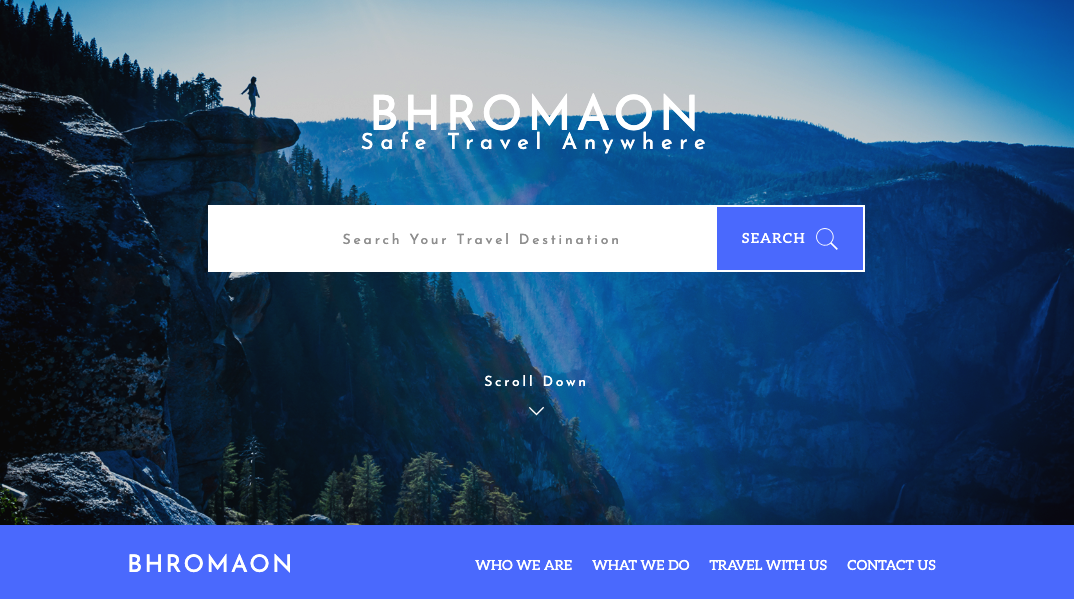 BHROMAON
Safe Travel Anywhere
Search Your Travel Destination
SEARCH
Scroll Down
BHROMAON
WHO WE ARE WHAT WE DO TRAVEL WITH US CONTACT US